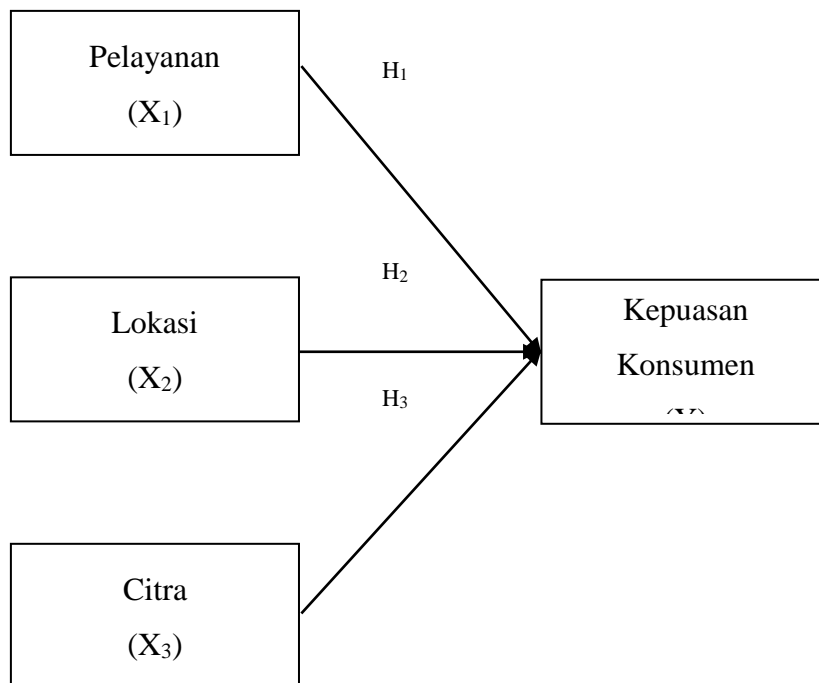 Pelayanan
(X₁)
H₁
Lokasi
(X₂)
H₂
Kepuasan
Konsumen
H₃
Citra
(X₃)